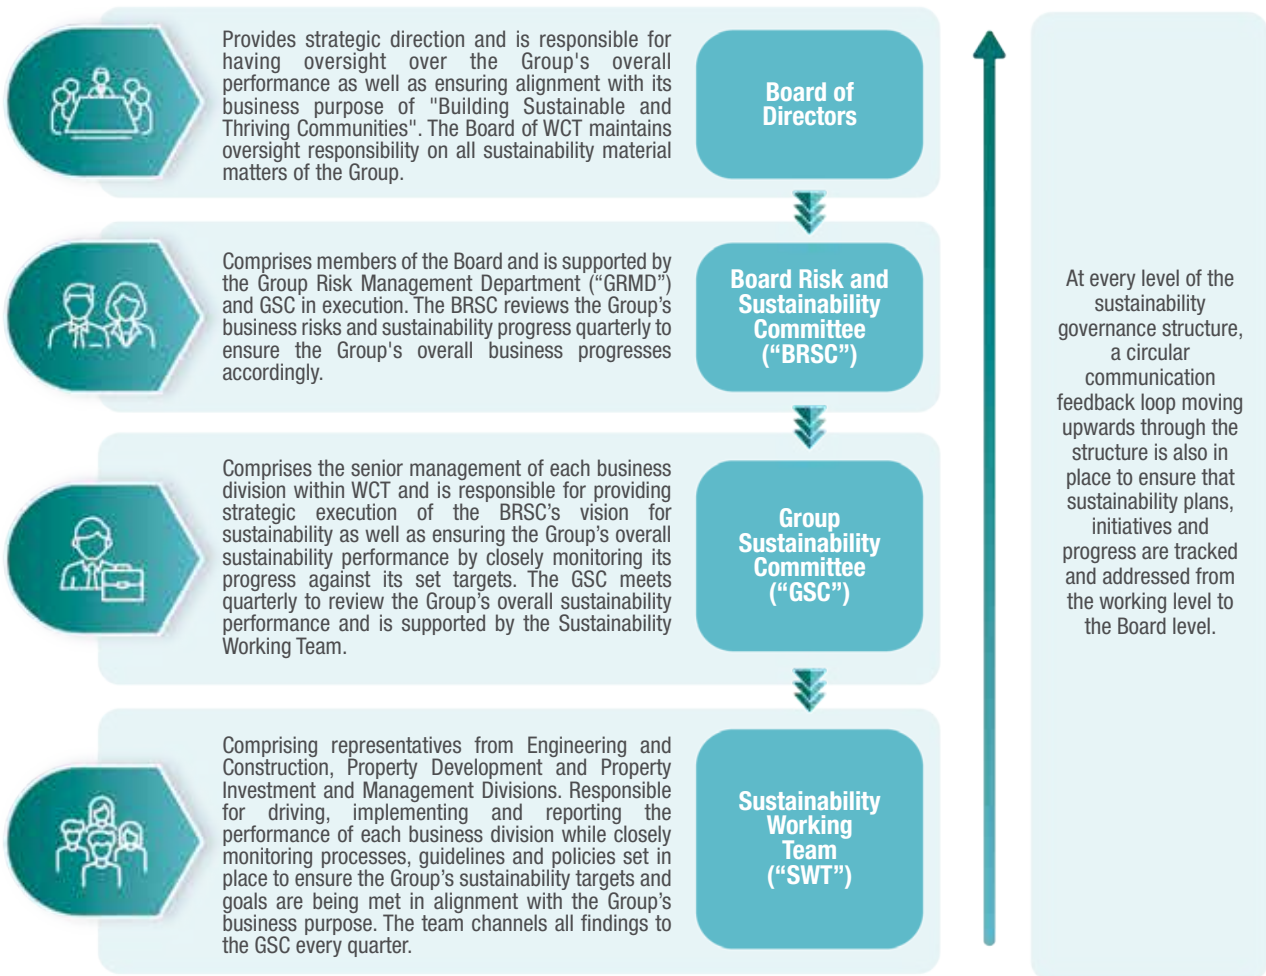 Provides strategic direction and is responsible for
having oversight over the Group's overall
performance as well as ensuring alignment with its
business purpose of "Building Sustainable and
Thriving Communities". The Board of WCT maintains
oversight responsibility on all sustainability material
matters of the Group.
Board of
Directors
Comprises members of the Board and is supported by
the Group Risk Management Department (“GRMD”)
and GSC in execution. The BRSC reviews the Group’s
business risks and sustainability progress quarterly to
ensure the Group's overall business progresses
accordingly.
Board Risk and
Sustainability
Committee
(“BRSC”)
Comprises the senior management of each business
division within WCT and is responsible for providing
strategic execution of the BRSC’s vision for
sustainability as well as ensuring the Group’s overall
sustainability performance by closely monitoring its
progress against its set targets. The GSC meets
quarterly to review the Group’s overall sustainability
performance and is supported by the Sustainability
Working Team.
Group
Sustainability
Committee
(“GSC”)
Comprising representatives from Engineering and
Construction, Property Development and Property
Investment and Management Divisions. Responsible
for driving, implementing and reporting the
performance of each business division while closely
monitoring processes, guidelines and policies set in
place to ensure the Group’s sustainability targets and
goals are being met in alignment with the Group’s
business purpose. The team channels all findings to
the GSC every quarter.
Sustainability
Working
Team
(“SWT”)
At every level of the
sustainability
governance structure,
a circular
communication
feedback loop moving
upwards through the
structure is also in
place to ensure that
sustainability plans,
initiatives and
progress are tracked
and addressed from
the working level to
the Board level.